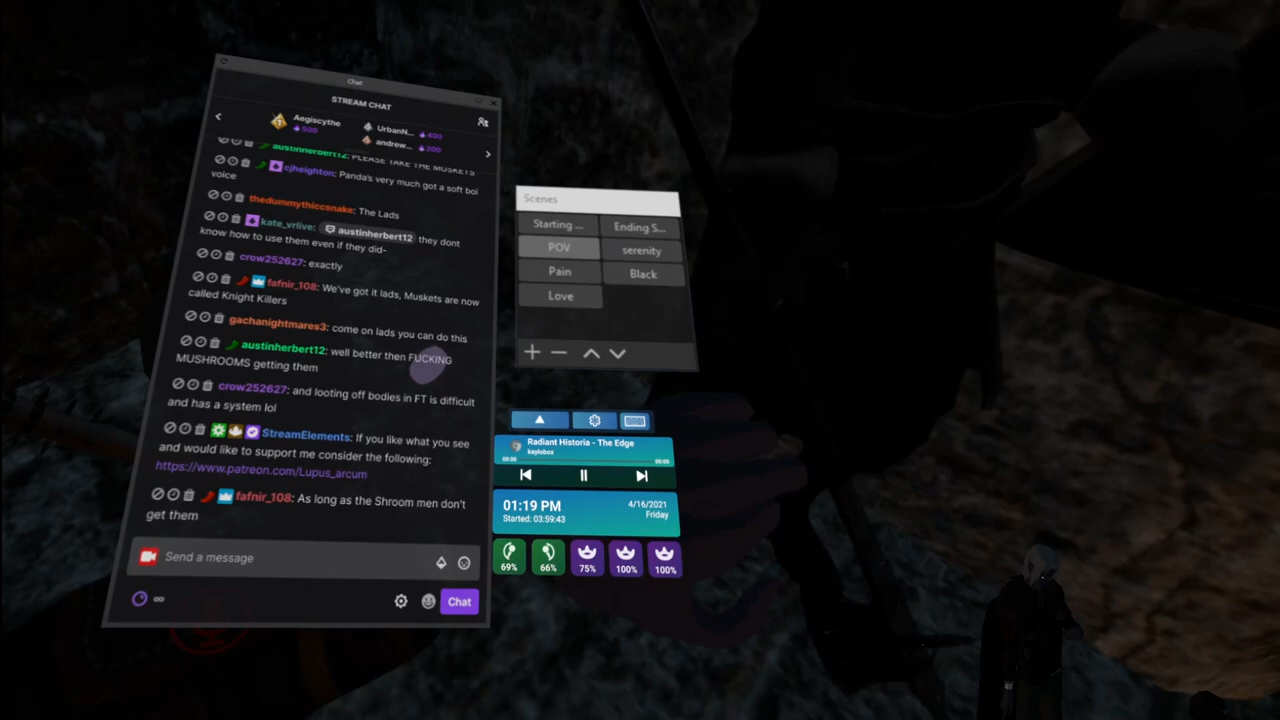 Chat
STREAM CHAT
Aegiscythe
500
UrbanN... 400
andrew... 200
austinherbert12: PLEASE TAKE THE MUSKETS
cjheighton: Panda's very much got a soft boi
voice
thedummythiccsnake: The Lads
kate_vrlive: austinherbert12 they dont
know how to use them even if they did-
crow252627: exactly
fafnir_108: We've got it lads, Muskets are now
called Knight Killers
gachanightmares3: come on lads you can do this
austinherbert12: well better then FUCKING
MUSHROOMS getting them
crow252627: and looting off bodies in FT is difficult
and has a system lol
StreamElements: If you like what you see
and would like to support me consider the following:
https://www.patreon.com/Lupus_arcum
fafnir_108: As long as the Shroom men don't
get them
Send a message
Chat
Scenes
Starting ... Ending S...
POV serenity
Pain Black
Love
Radiant Historia - The Edge
kaylobox
00:00 00:00
01:19 PM 4/16/2021
Started: 03:59:43 Friday
69% 66% 75% 100% 100%